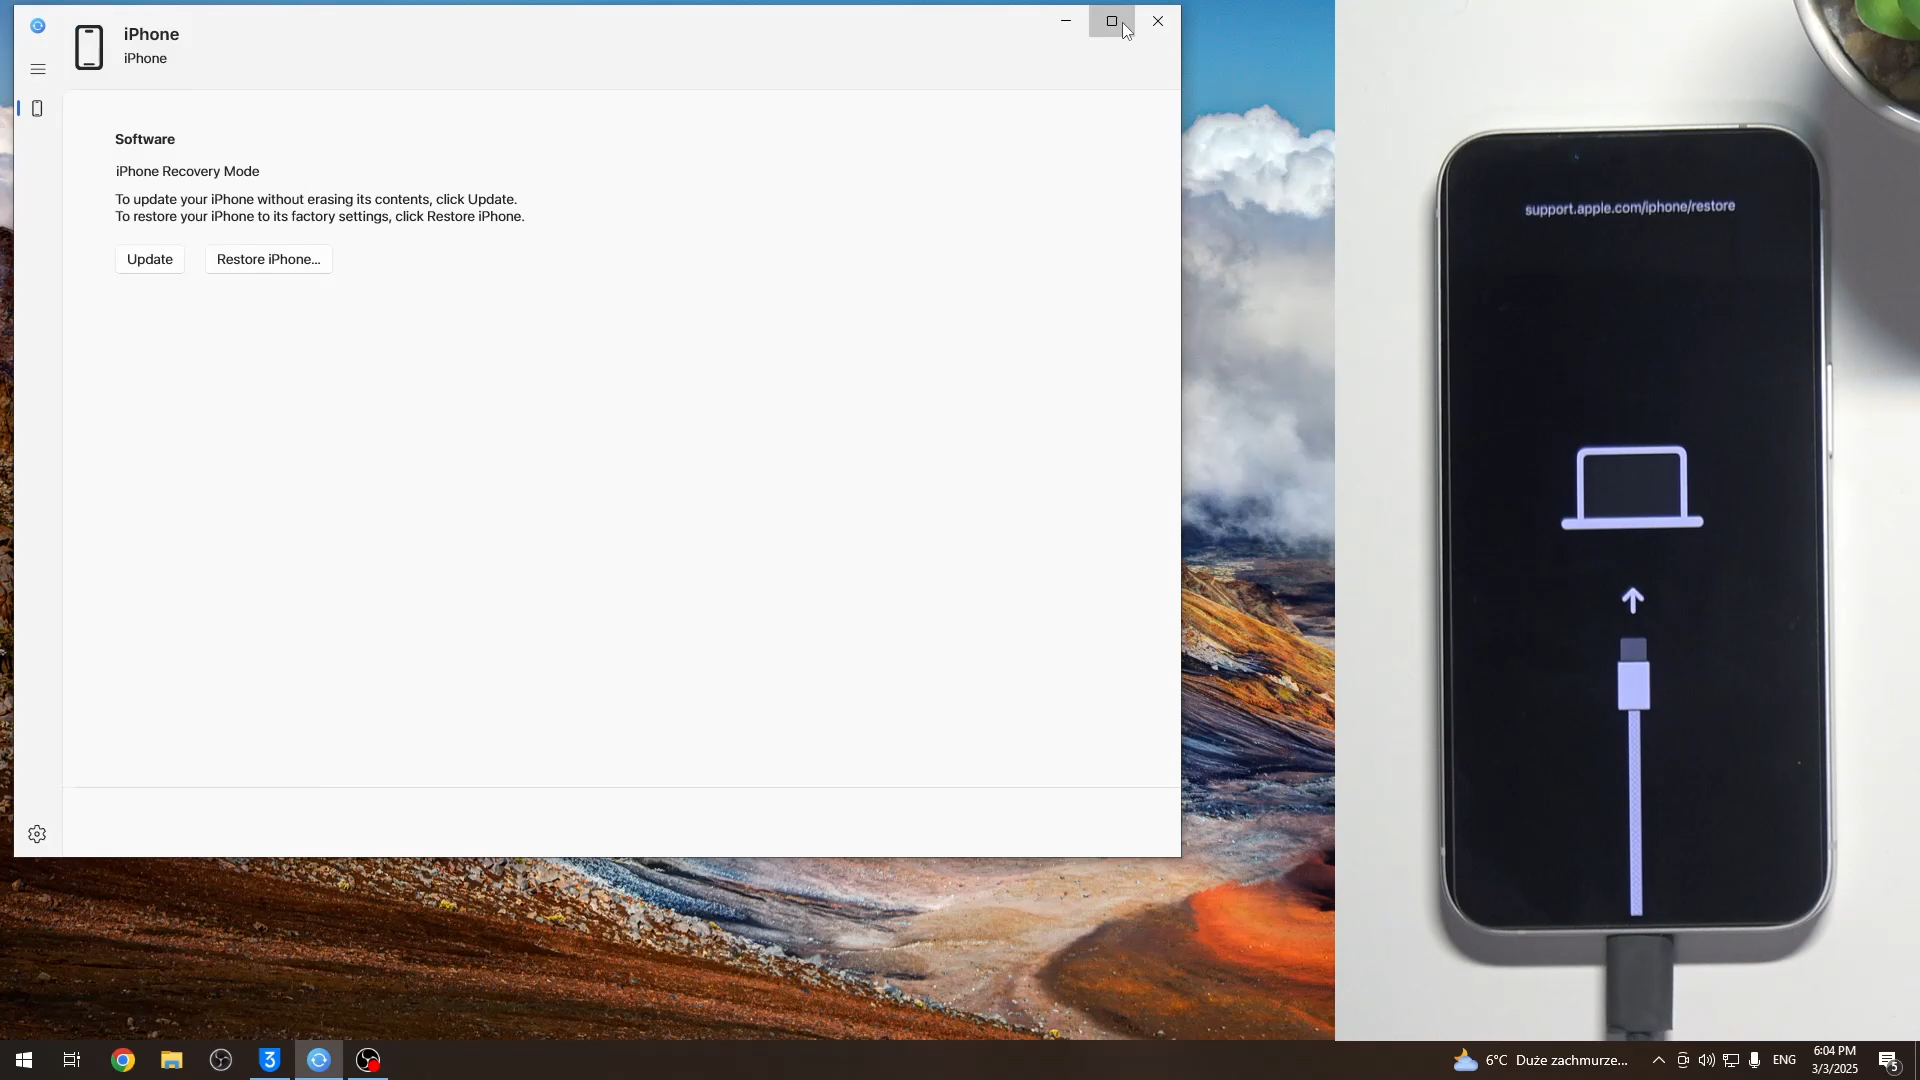 iPhone
iPhone
Software
iPhone Recovery Mode
To update your iPhone without erasing its contents, click Update.
To restore your iPhone to its factory settings, click Restore iPhone.
Update
Restore iPhone...
support.apple.com/iphone/restore
3
6°C Duże zachmurze...
ENG
6:04 PM
3/3/2025
5